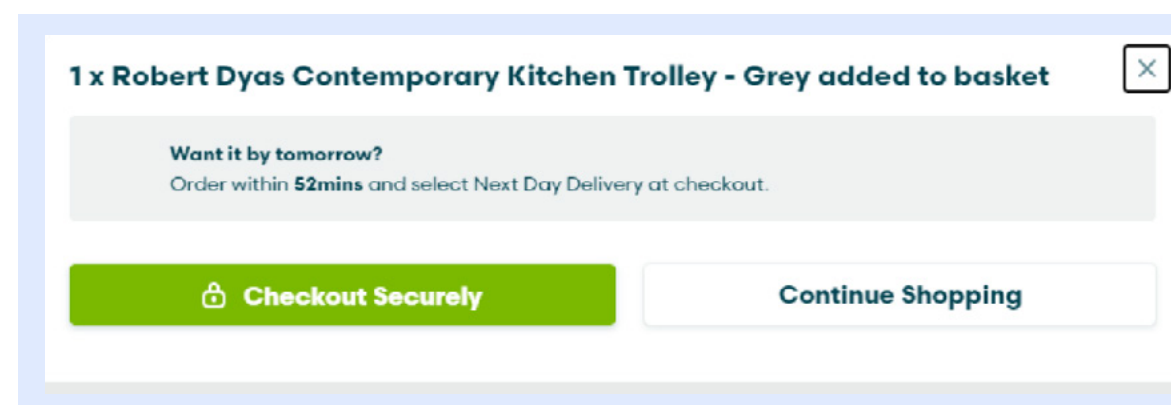 1 x Robert Dyas Contemporary Kitchen Trolley - Grey added to basket
Want it by tomorrow?
Order within 52mins and select Next Day Delivery at checkout.
Checkout Securely
Continue Shopping